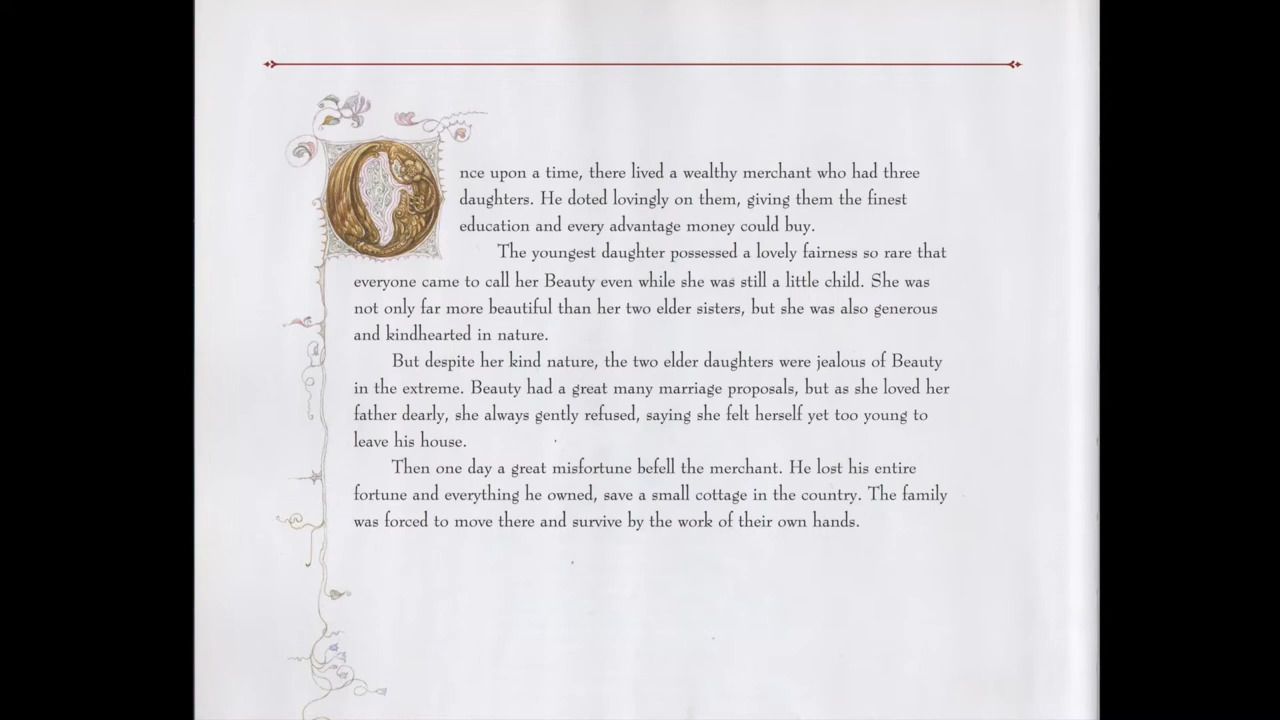 Once upon a time, there lived a wealthy merchant who had three
daughters. He doted lovingly on them, giving them the finest
education and every advantage money could buy.
The youngest daughter possessed a lovely fairness so rare that
everyone came to call her Beauty even while she was still a little child. She was
not only far more beautiful than her two elder sisters, but she was also generous
and kindhearted in nature.
But despite her kind nature, the two elder daughters were jealous of Beauty
in the extreme. Beauty had a great many marriage proposals, but as she loved her
father dearly, she always gently refused, saying she felt herself yet too young to
leave his house.
Then one day a great misfortune befell the merchant. He lost his entire
fortune and everything he owned, save a small cottage in the country. The family
was forced to move there and survive by the work of their own hands.